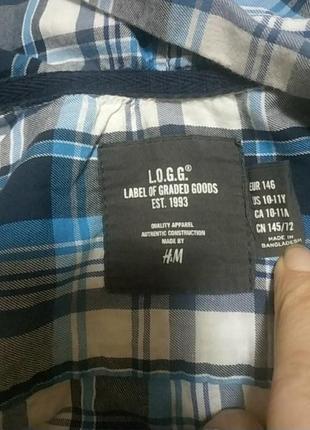 L.O.G.G.®
LABEL OF GRADED GOODS
EST. 1993
QUALITY APPAREL
AUTHENTIC CONSTRUCTION
MADE BY
H&M
EUR 146
US 10-11Y
CA 10-11A
CN 145/72
MADE IN
BANGLADESH